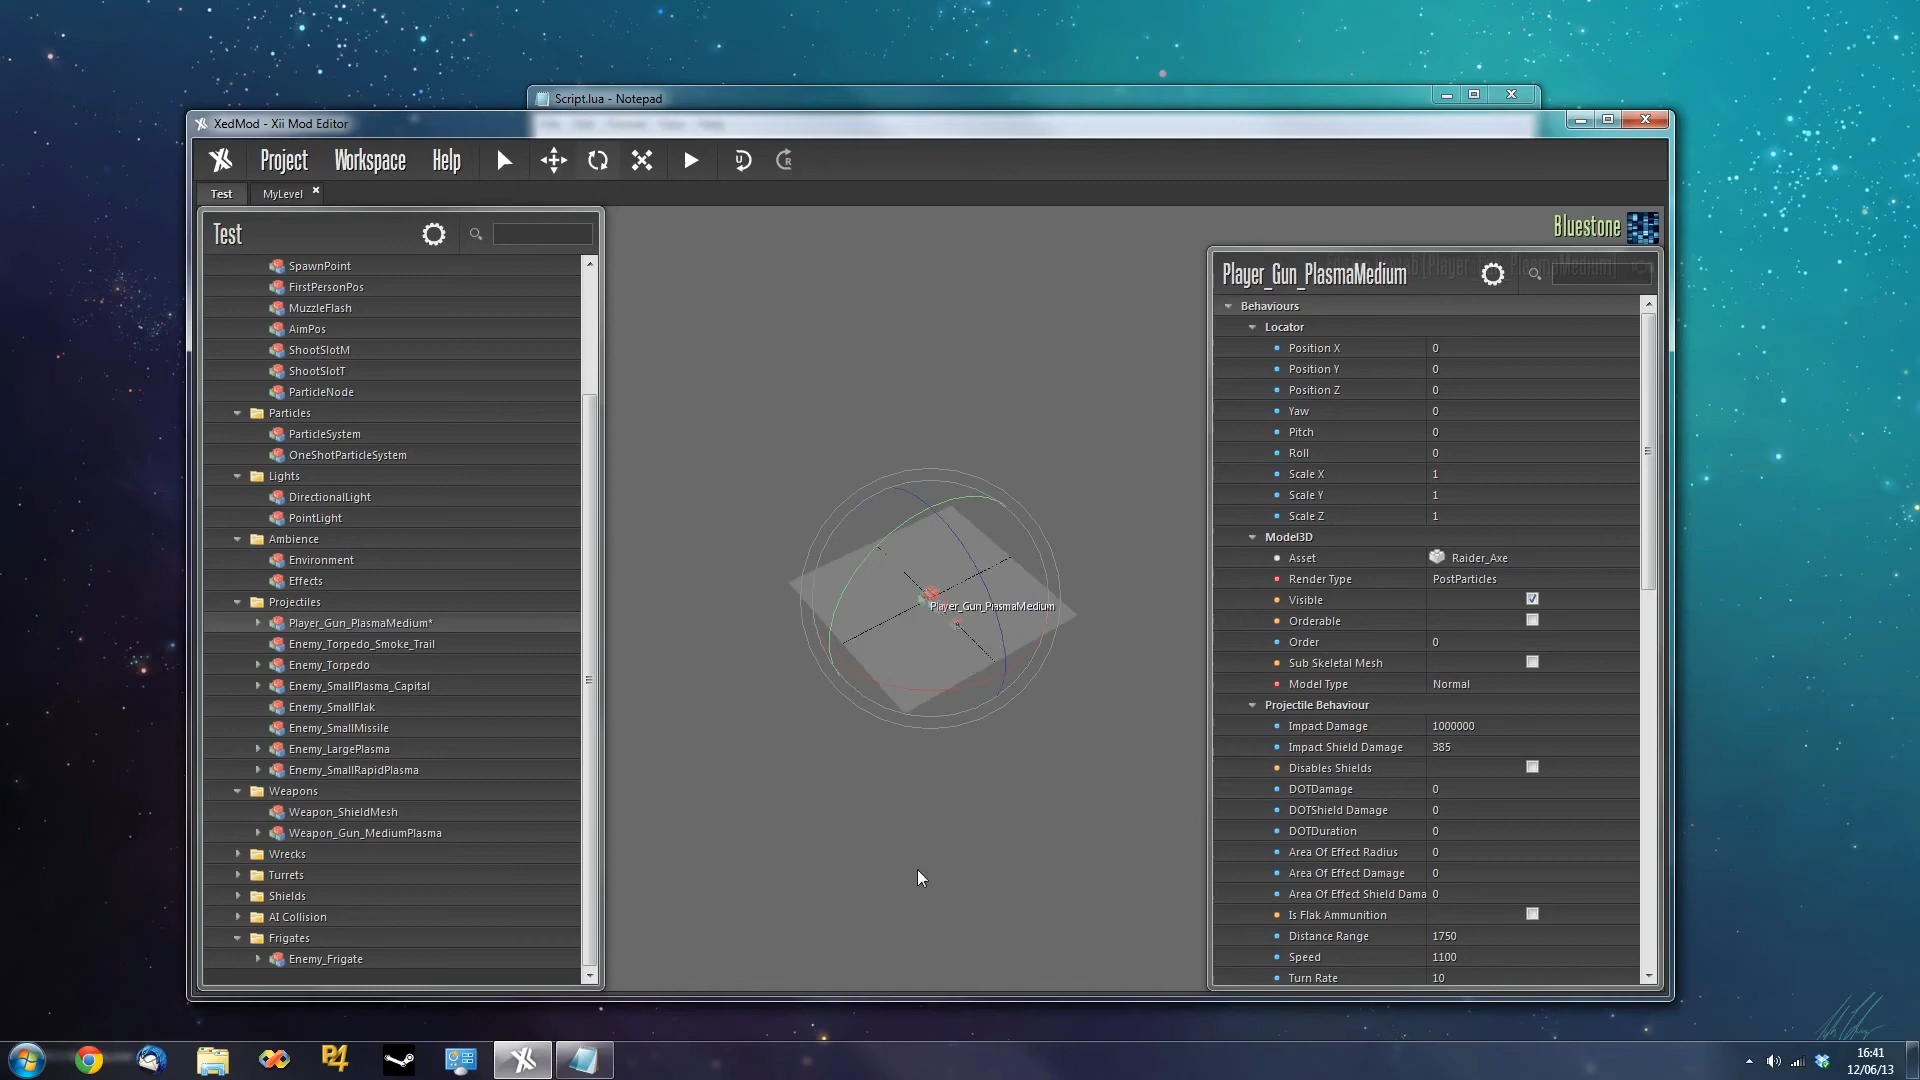 Script.lua - Notepad
XedMod - Xii Mod Editor
Project Workspace Help
Test MyLevel
Test
SpawnPoint
FirstPersonPos
MuzzleFlash
AimPos
ShootSlotM
ShootSlotT
ParticleNode
Particles
ParticleSystem
OneShotParticleSystem
Lights
DirectionalLight
PointLight
Ambience
Environment
Effects
Projectiles
Player_Gun_PlasmaMedium*
Enemy_Torpedo_Smoke_Trail
Enemy_Torpedo
Enemy_SmallPlasma_Capital
Enemy_SmallFlak
Enemy_SmallMissile
Enemy_LargePlasma
Enemy_SmallRapidPlasma
Weapons
Weapon_ShieldMesh
Weapon_Gun_MediumPlasma
Wrecks
Turrets
Shields
AI Collision
Frigates
Enemy_Frigate
Player_Gun_PlasmaMedium
Bluestone
Player_Gun_PlasmaMedium
Behaviours
Locator
Position X 0
Position Y 0
Position Z 0
Yaw 0
Pitch 0
Roll 0
Scale X 1
Scale Y 1
Scale Z 1
Model3D
Asset Raider_Axe
Render Type PostParticles
Visible
Orderable
Order 0
Sub Skeletal Mesh
Model Type Normal
Projectile Behaviour
Impact Damage 1000000
Impact Shield Damage 385
Disables Shields
DOTDamage 0
DOTShield Damage 0
DOTDuration 0
Area Of Effect Radius 0
Area Of Effect Damage 0
Area Of Effect Shield Dama 0
Is Flak Ammunition
Distance Range 1750
Speed 1100
Turn Rate 10
P4
16:41
12/06/13